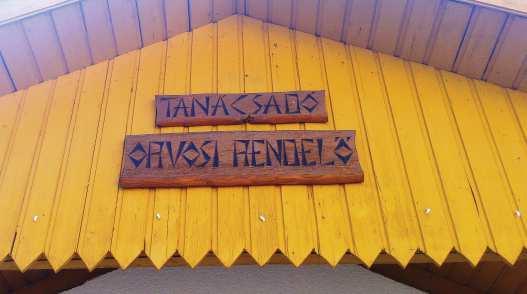 TANÁCSADÓ
ORVOSI RENDELŐ